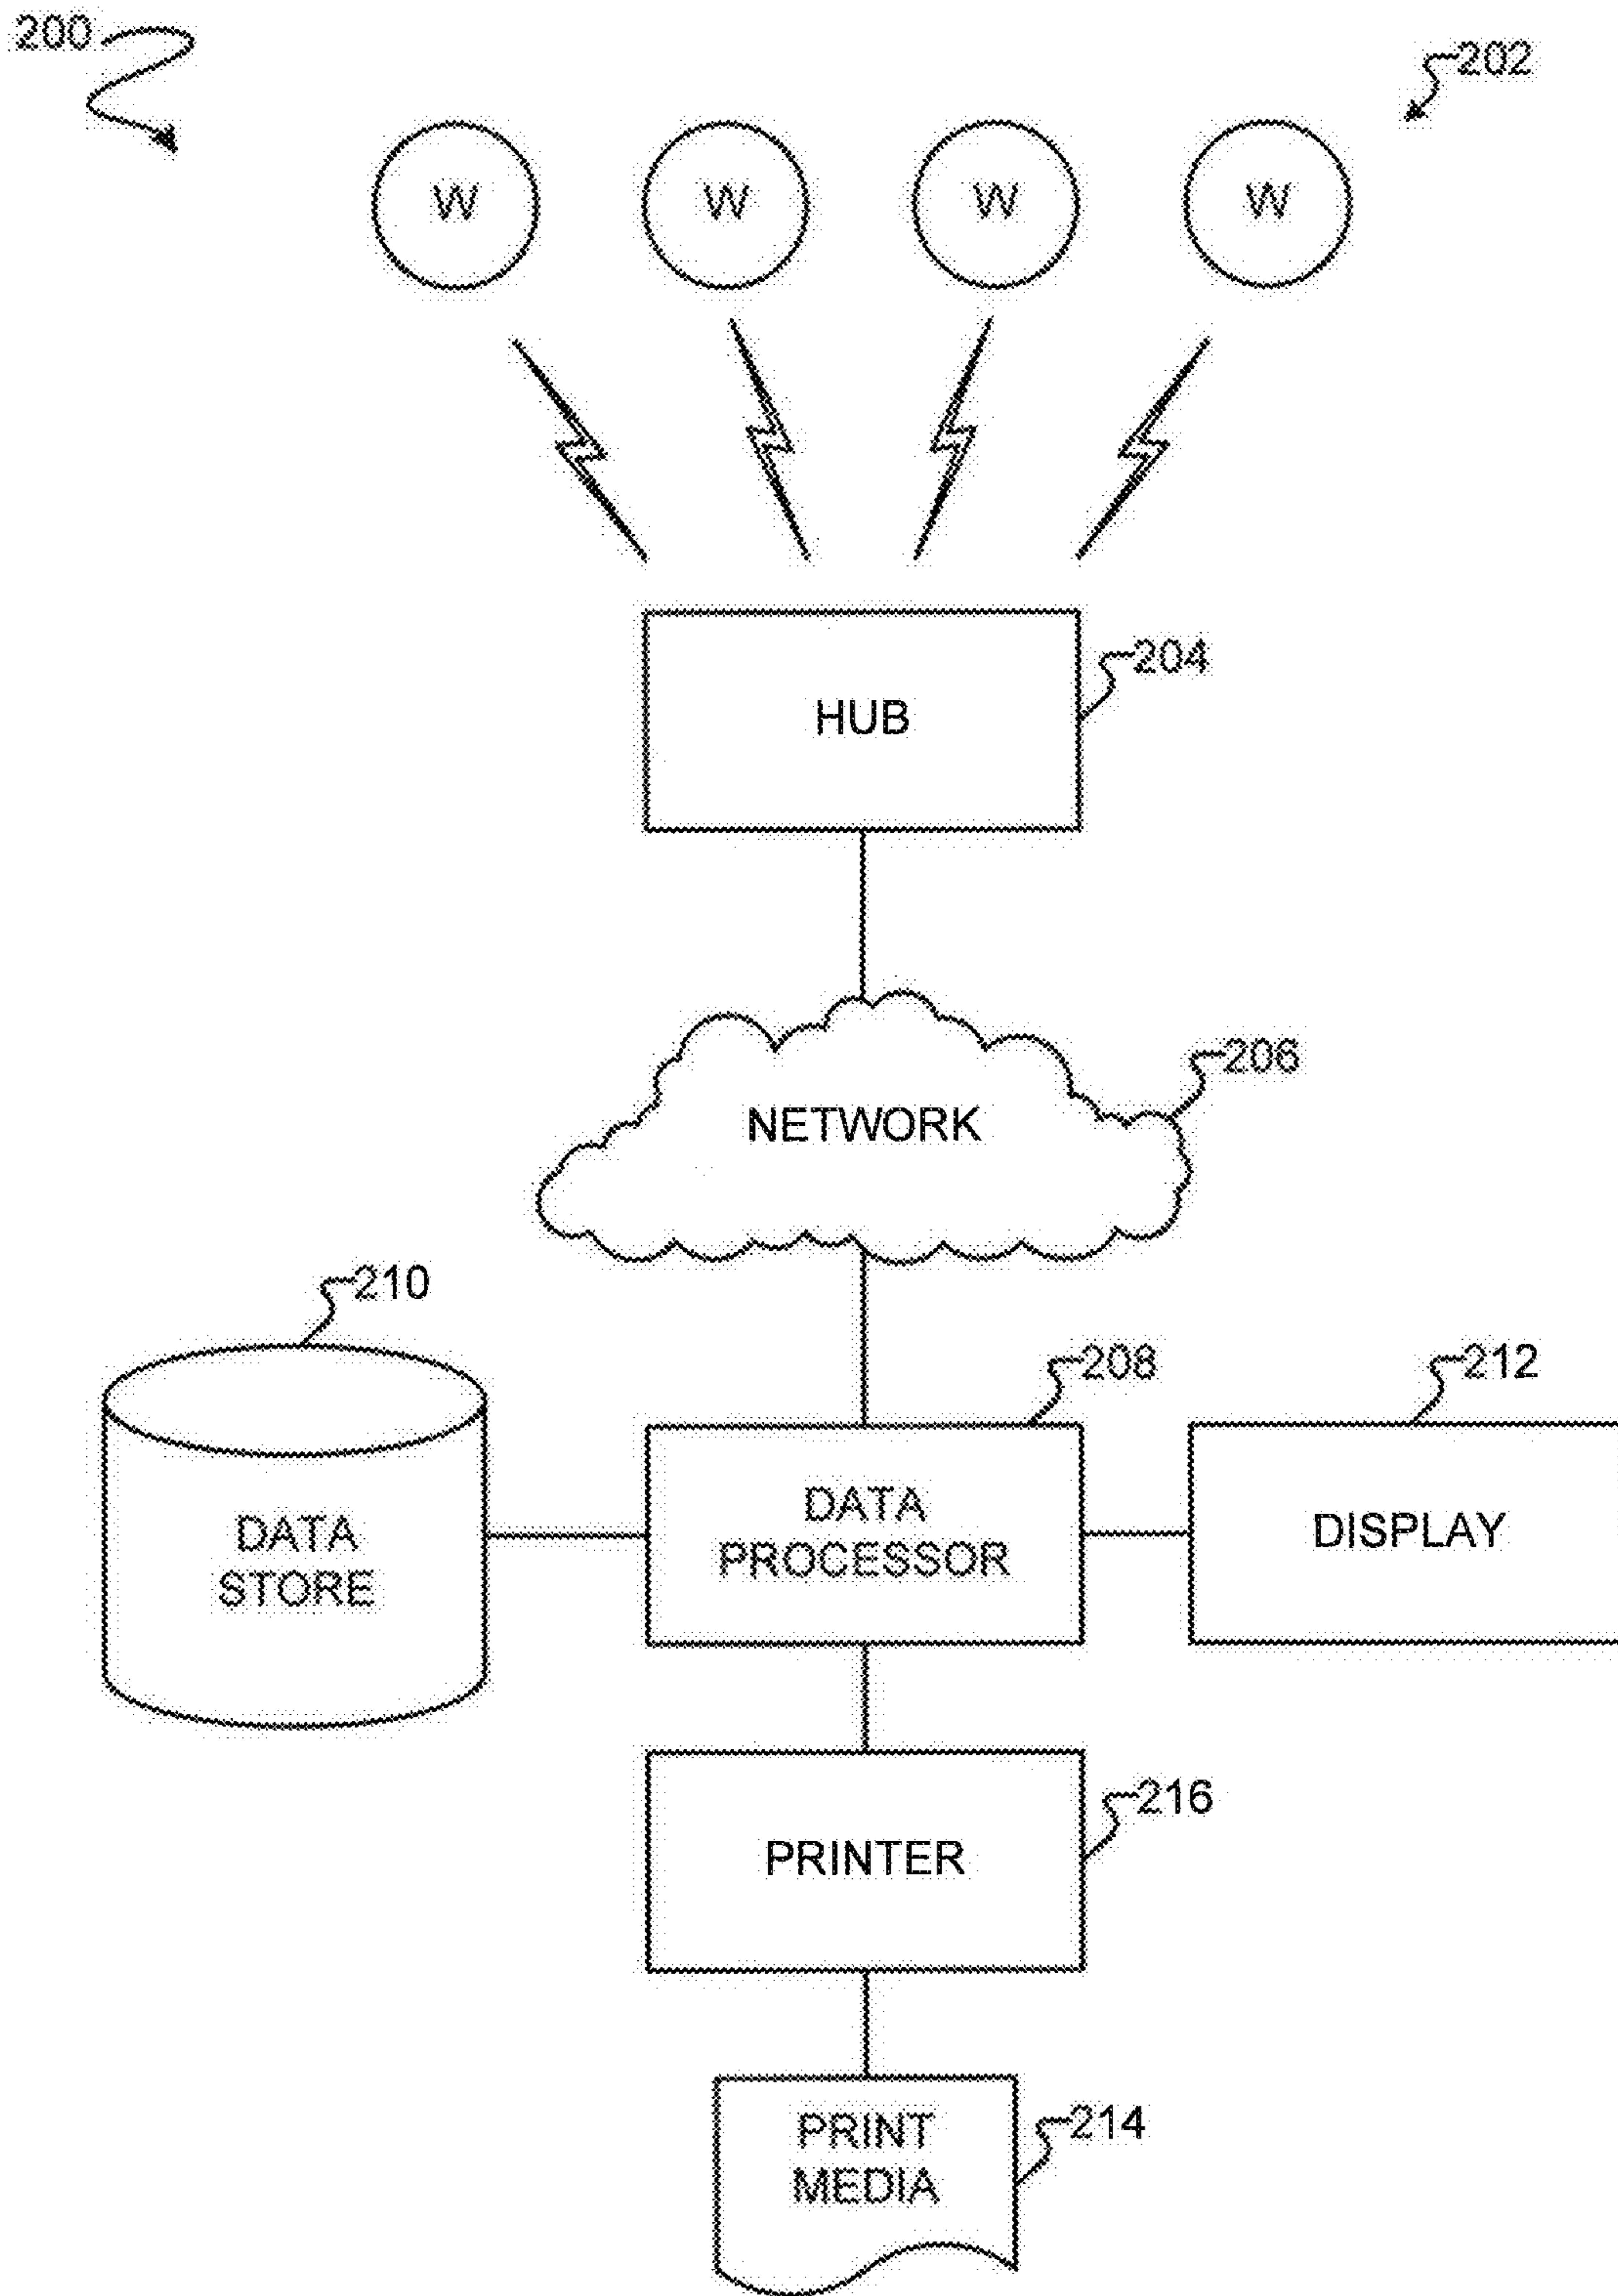 200
202
W W W W
HUB
204
NETWORK
206
210
208
212
DATA
STORE
DATA
PROCESSOR
DISPLAY
PRINTER
216
PRINT
MEDIA
214